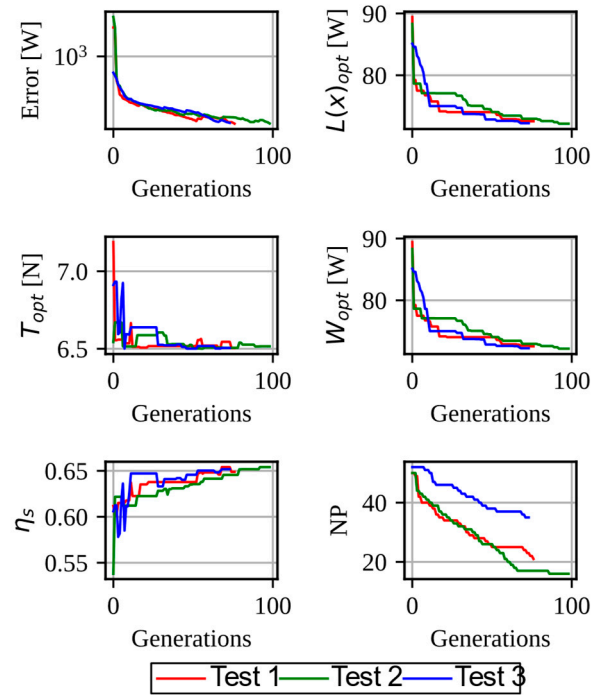 Error [W]
10³
0
100
Generations
L(x)opt [W]
90
80
0
100
Generations
Topt [N]
7.0
6.5
0
100
Generations
Wopt [W]
90
80
0
100
Generations
ηs
0.65
0.60
0.55
0
100
Generations
NP
40
20
0
100
Generations
Test 1 Test 2 Test 3